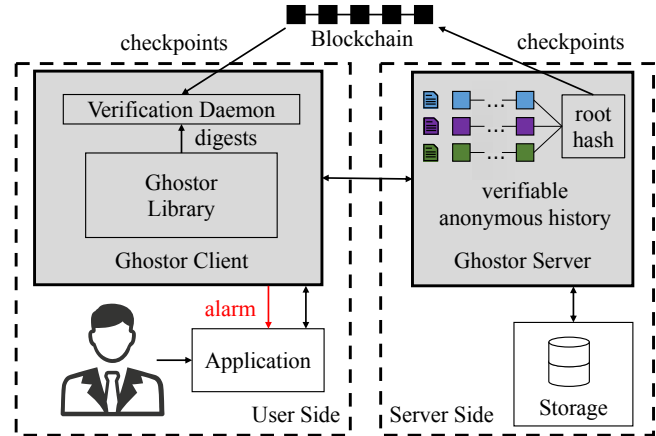 Blockchain
checkpoints
checkpoints
Verification Daemon
digests
Ghostor
Library
Ghostor Client
root
hash
verifiable
anonymous history
Ghostor Server
alarm
Application
User Side
Server Side
Storage